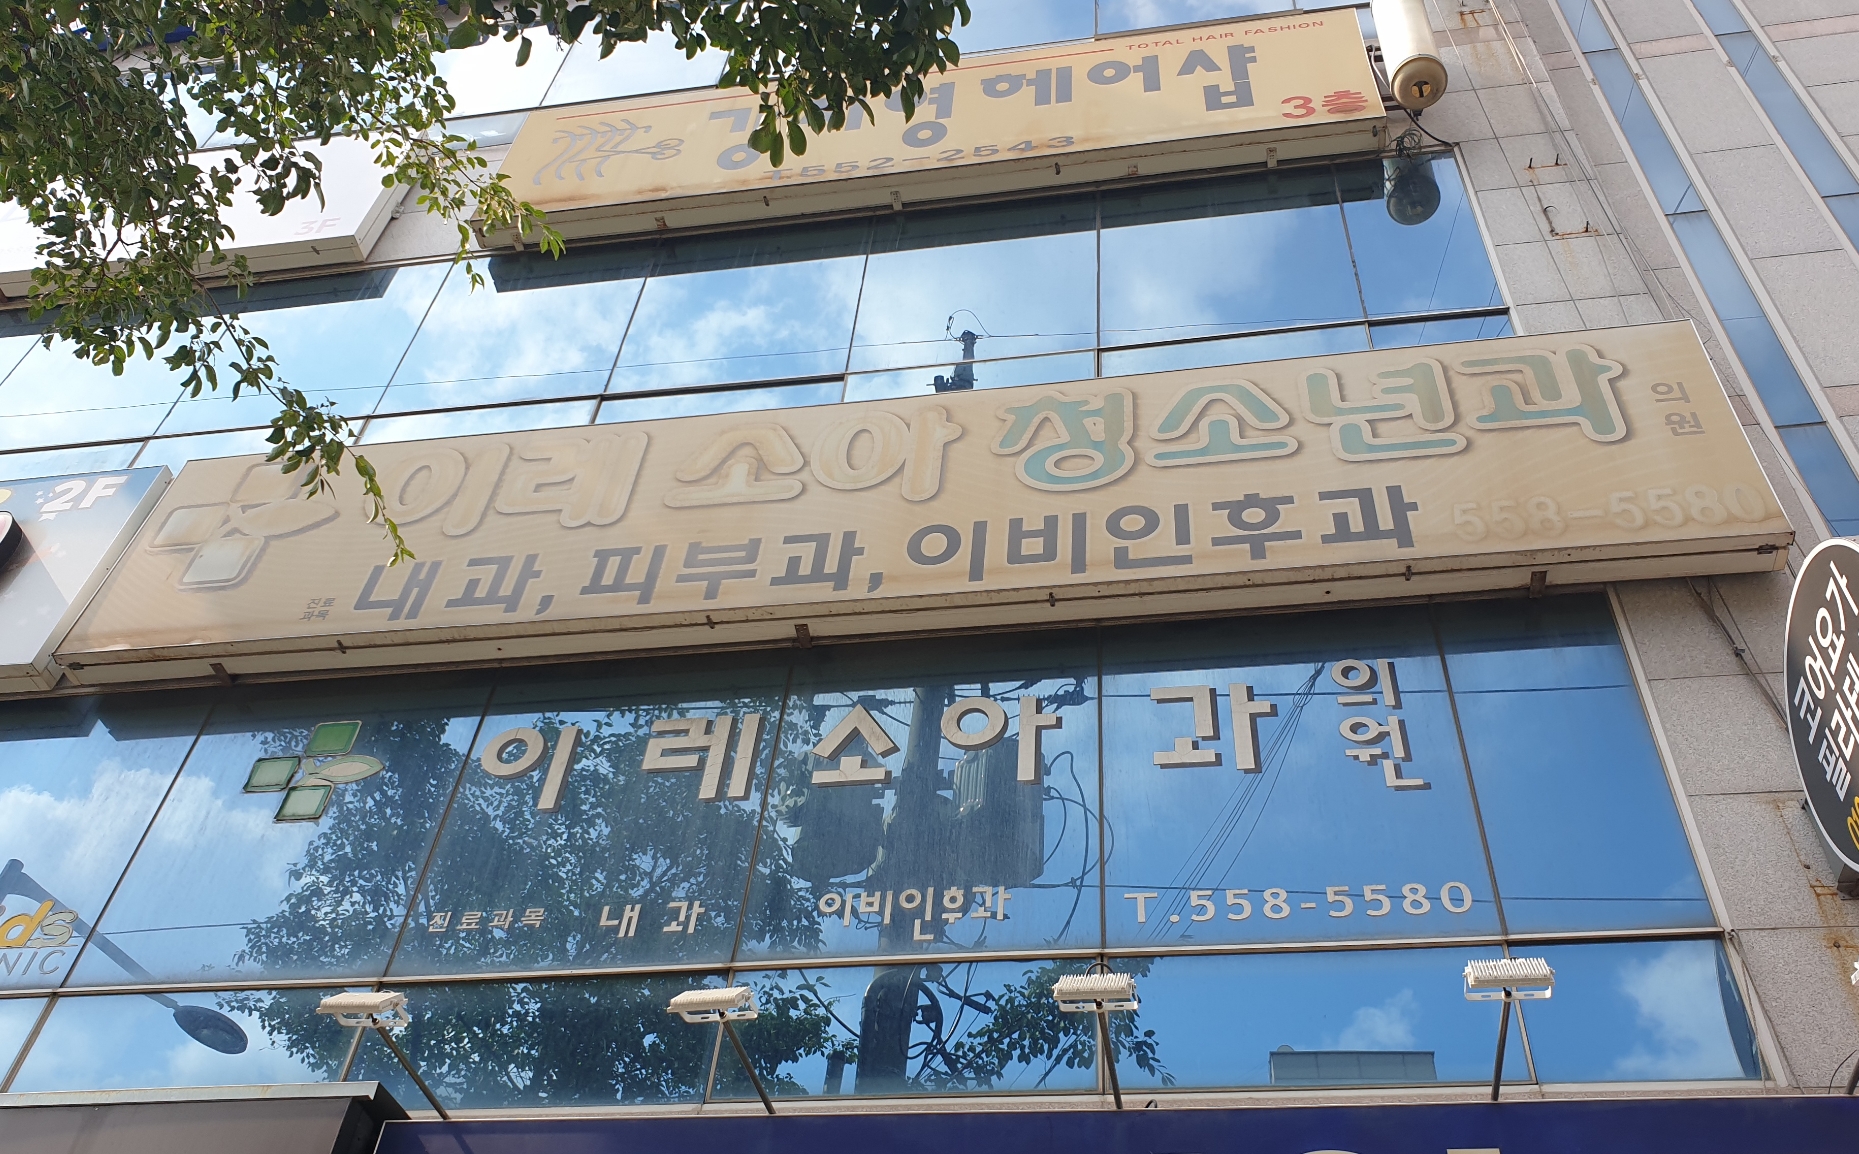 TOTAL HAIR FASHION
헤어샵 3층
552-2543
3F
2F
이레 소아 청소년과 의원
진료과목 내과, 피부과, 이비인후과 558-5580
이레소아과 의원
진료과목 내과 이비인후과 T.558-5580
ds
NIC